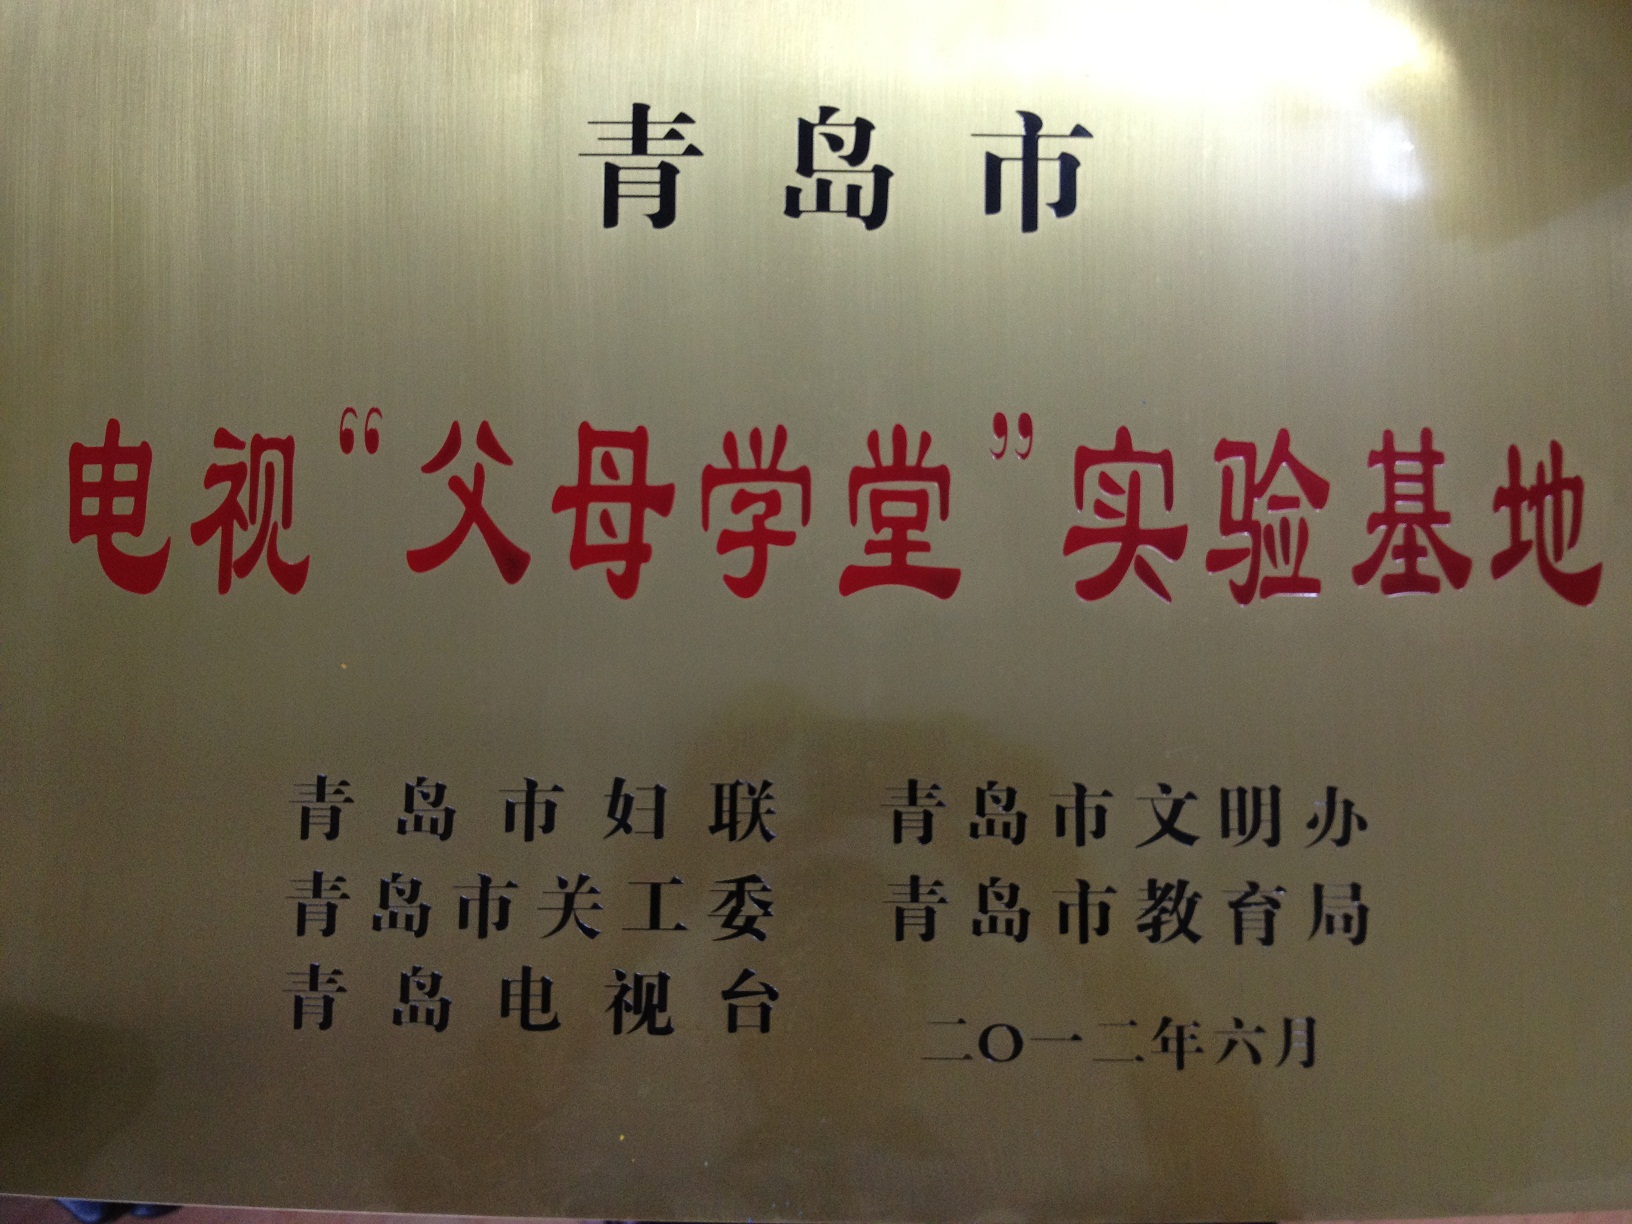 青岛市
电视“父母学堂”实验基地
青岛市妇联 青岛市文明办
青岛市关工委 青岛市教育局
青岛电视台
二〇一二年六月